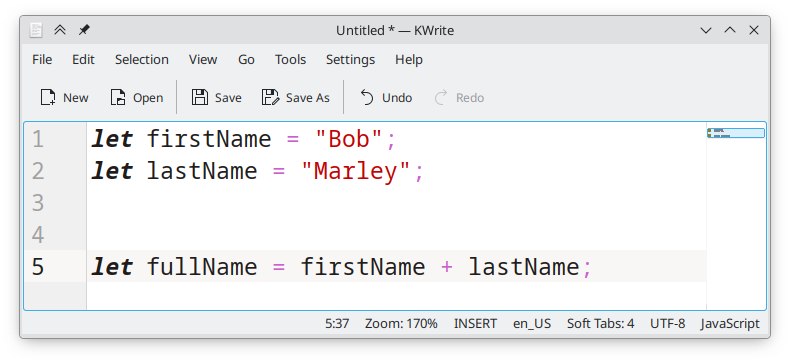 Untitled * — KWrite
File Edit Selection View Go Tools Settings Help
New Open Save Save As Undo Redo
1 let firstName = "Bob";
2 let lastName = "Marley";
3
4
5 let fullName = firstName + lastName;
5:37 Zoom: 170% INSERT en_US Soft Tabs: 4 UTF-8 JavaScript